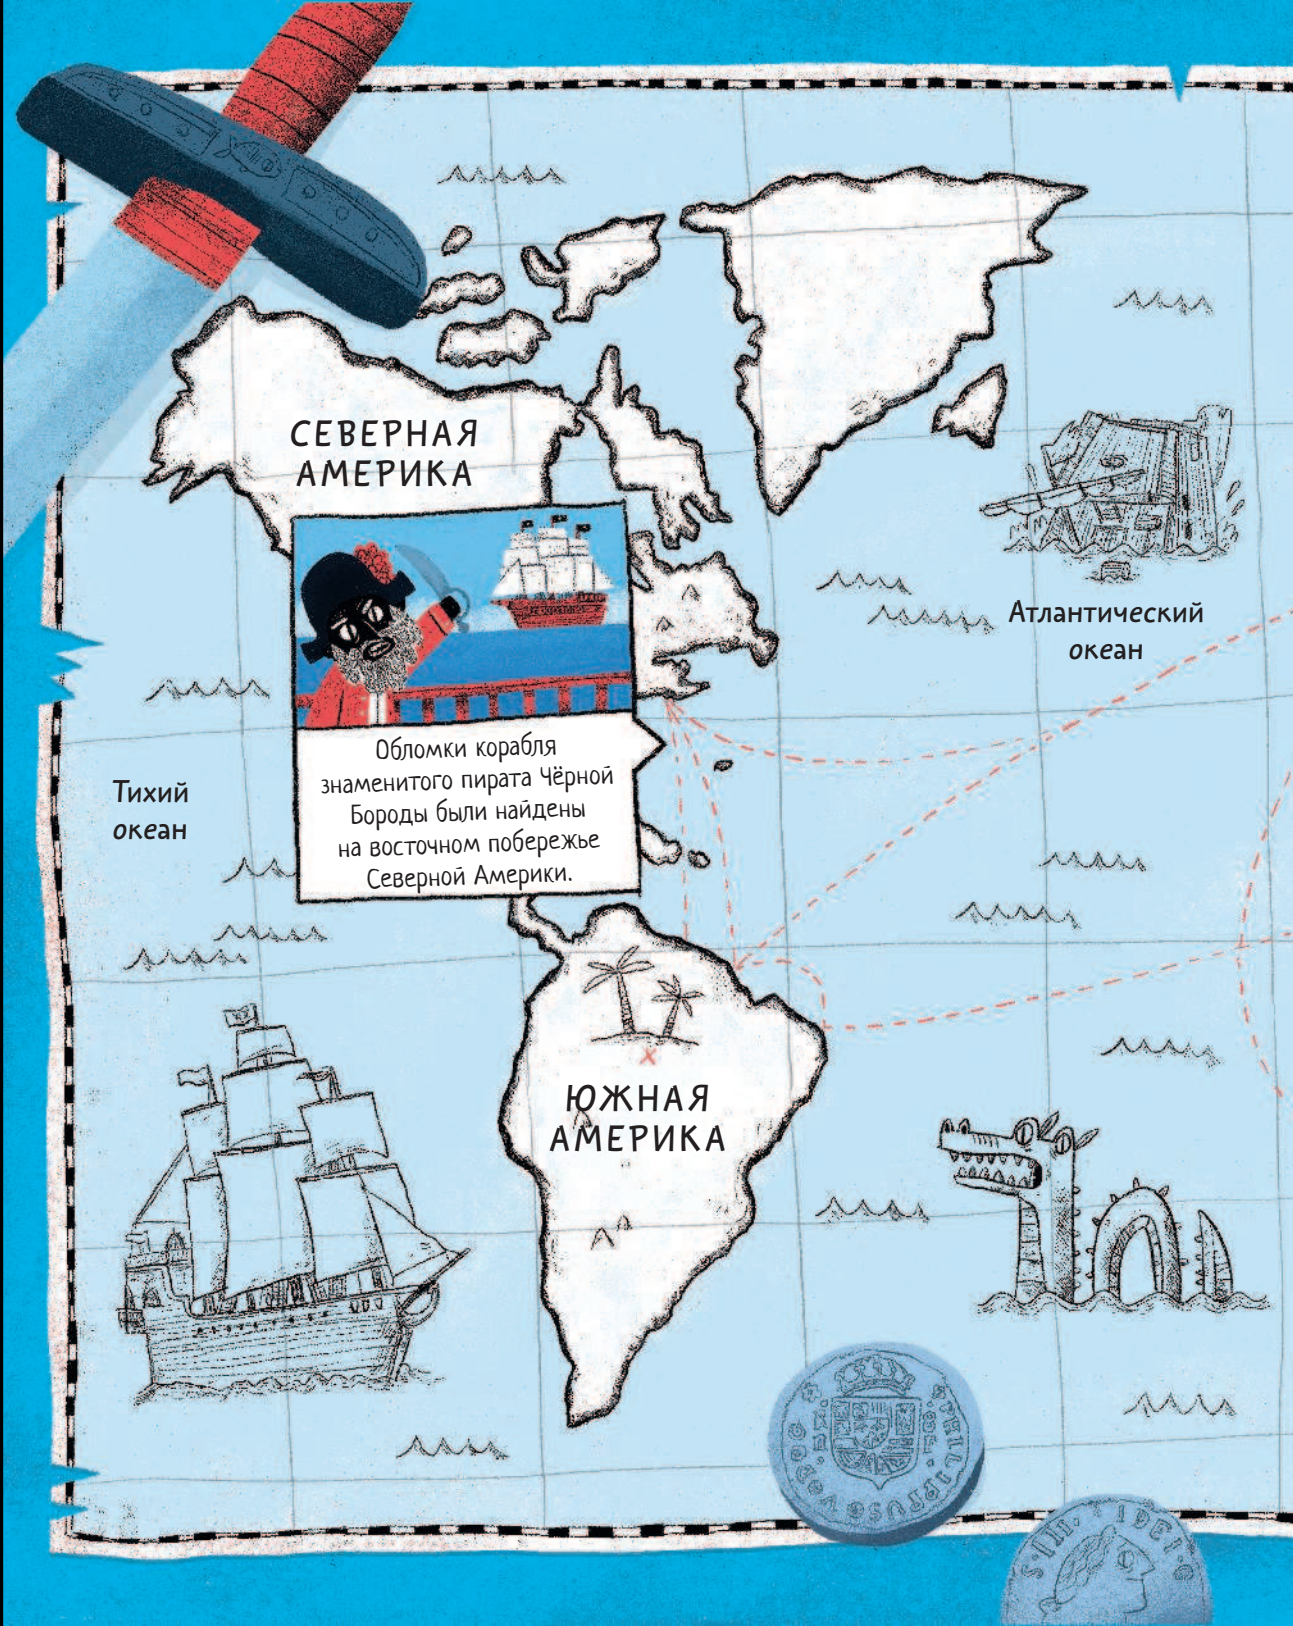 СЕВЕРНАЯ
АМЕРИКА
Атлантический
океан
Обломки корабля
знаменитого пирата Чёрной
Бороды были найдены
на восточном побережье
Северной Америки.
Тихий
океан
ЮЖНАЯ
АМЕРИКА